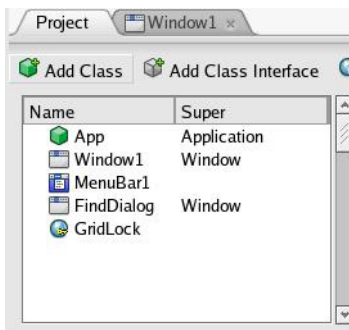 Project Window1 ×
Add Class Add Class Interface
Name Super
App Application
Window1 Window
MenuBar1
FindDialog Window
GridLock